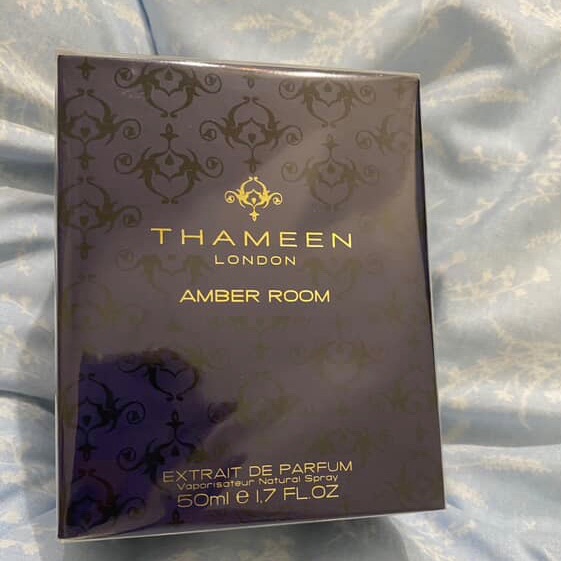 THAMEEN
LONDON
AMBER ROOM
EXTRAIT DE PARFUM
Vaporisateur Natural Spray
50ml e 1.7 FL.OZ